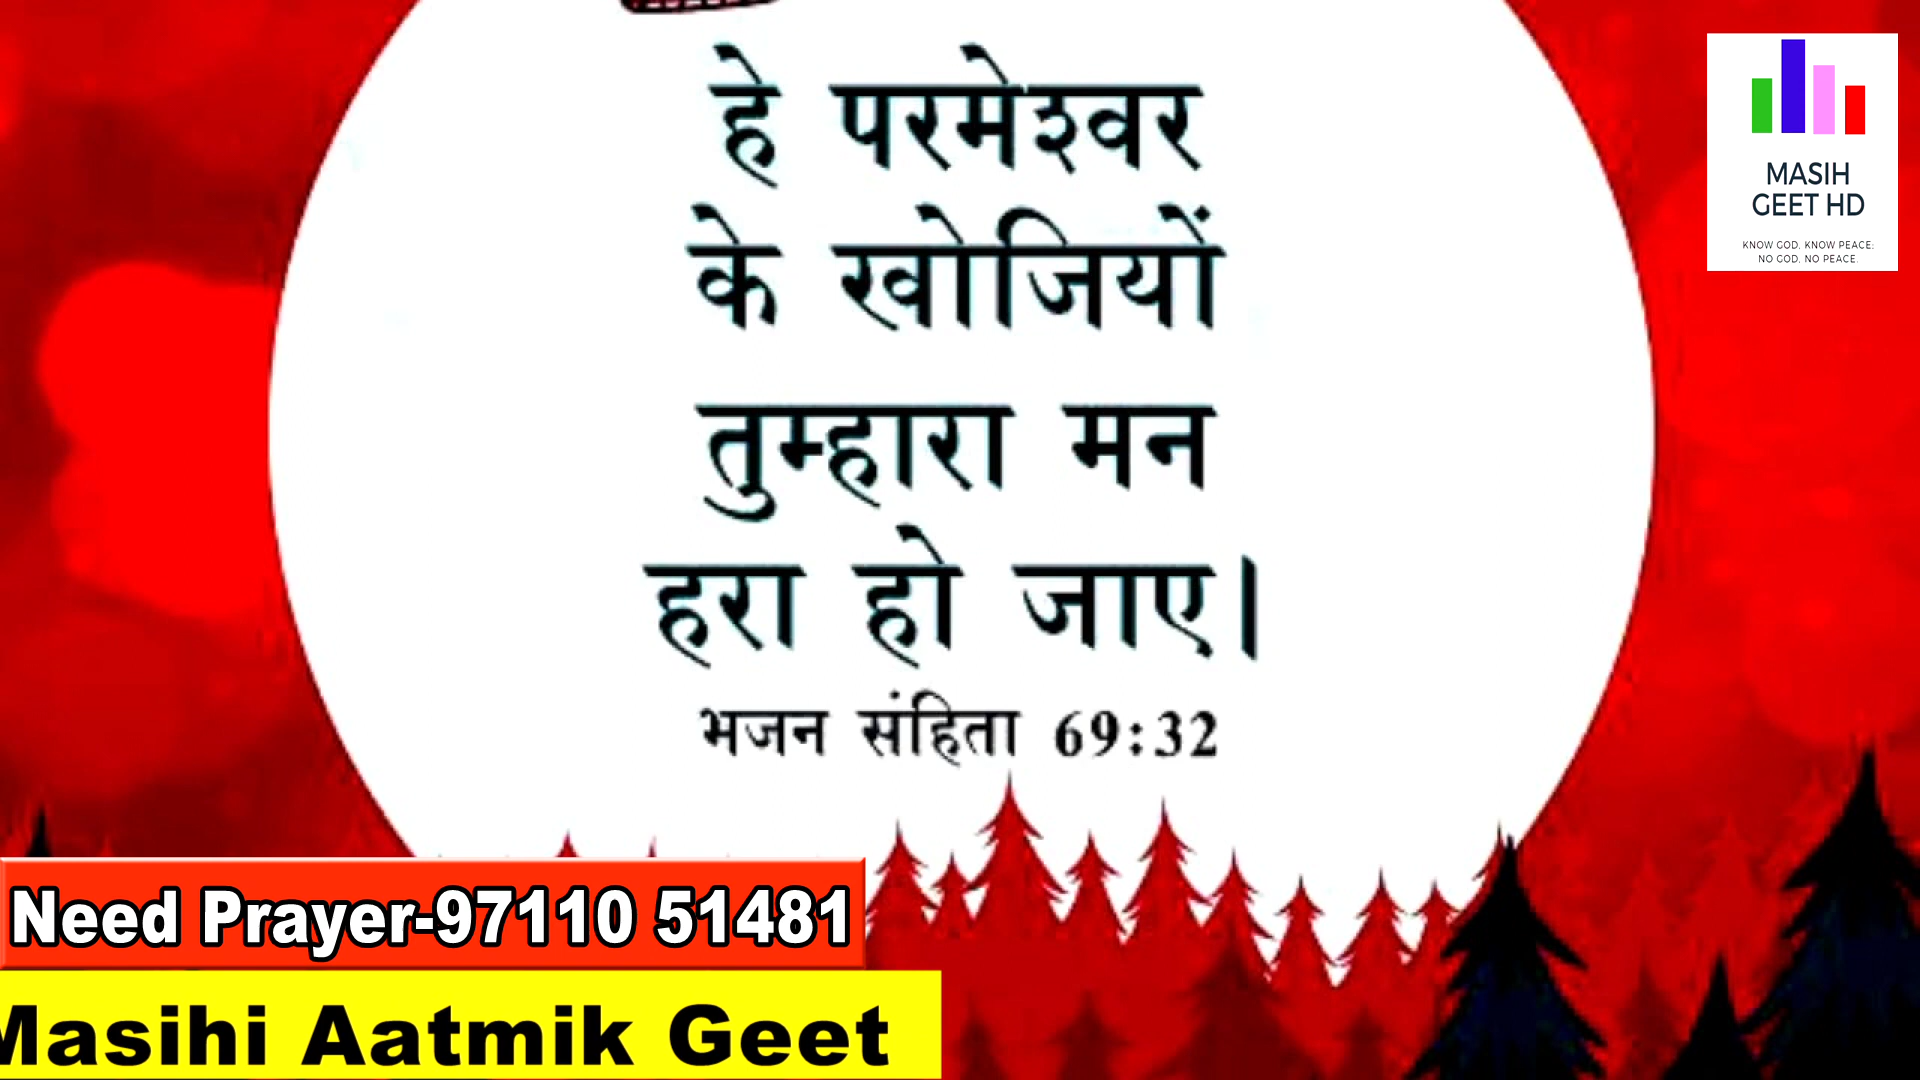 हे परमेश्वर
के खोजियों
तुम्हारा मन
हरा हो जाए।
भजन संहिता 69:32
MASIH
GEET HD
KNOW GOD, KNOW PEACE;
NO GOD, NO PEACE.
Need Prayer-97110 51481
Masihi Aatmik Geet